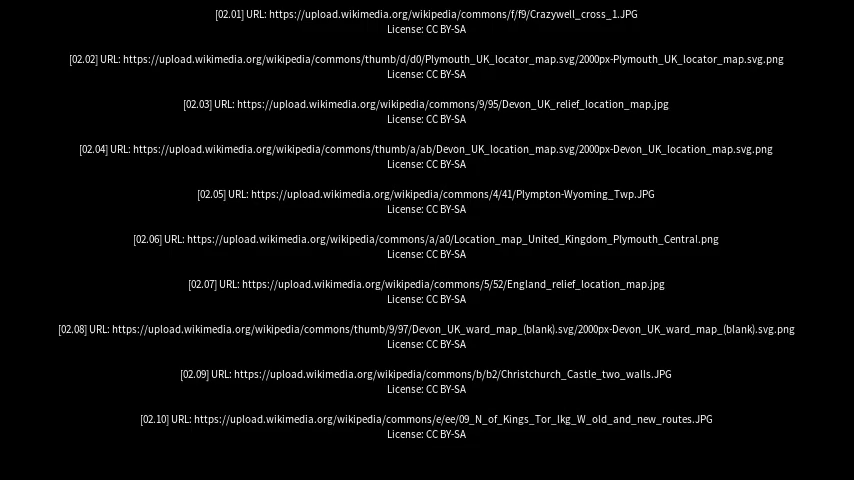 [02.01] URL: https://upload.wikimedia.org/wikipedia/commons/f/f9/Crazywell_cross_1.JPG
License: CC BY-SA
[02.02] URL: https://upload.wikimedia.org/wikipedia/commons/thumb/d/d0/Plymouth_UK_locator_map.svg/2000px-Plymouth_UK_locator_map.svg.png
License: CC BY-SA
[02.03] URL: https://upload.wikimedia.org/wikipedia/commons/9/95/Devon_UK_relief_location_map.jpg
License: CC BY-SA
[02.04] URL: https://upload.wikimedia.org/wikipedia/commons/thumb/a/ab/Devon_UK_location_map.svg/2000px-Devon_UK_location_map.svg.png
License: CC BY-SA
[02.05] URL: https://upload.wikimedia.org/wikipedia/commons/4/41/Plympton-Wyoming_Twp.JPG
License: CC BY-SA
[02.06] URL: https://upload.wikimedia.org/wikipedia/commons/a/a0/Location_map_United_Kingdom_Plymouth_Central.png
License: CC BY-SA
[02.07] URL: https://upload.wikimedia.org/wikipedia/commons/5/52/England_relief_location_map.jpg
License: CC BY-SA
[02.08] URL: https://upload.wikimedia.org/wikipedia/commons/thumb/9/97/Devon_UK_ward_map_(blank).svg/2000px-Devon_UK_ward_map_(blank).svg.png
License: CC BY-SA
[02.09] URL: https://upload.wikimedia.org/wikipedia/commons/b/b2/Christchurch_Castle_two_walls.JPG
License: CC BY-SA
[02.10] URL: https://upload.wikimedia.org/wikipedia/commons/e/ee/09_N_of_Kings_Tor_lkg_W_old_and_new_routes.JPG
License: CC BY-SA